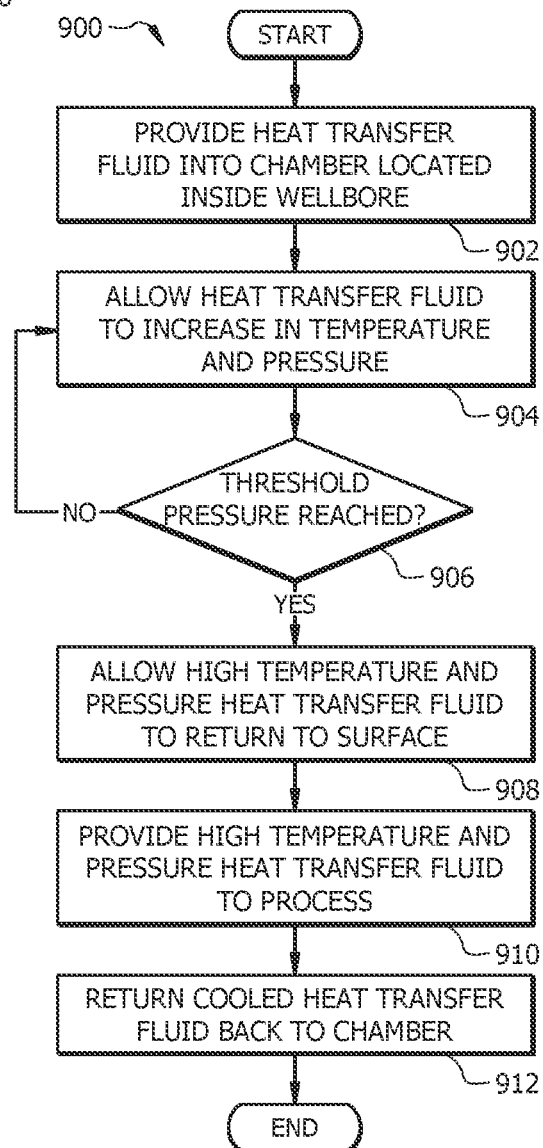 900
START
PROVIDE HEAT TRANSFER
FLUID INTO CHAMBER LOCATED
INSIDE WELLBORE
902
ALLOW HEAT TRANSFER FLUID
TO INCREASE IN TEMPERATURE
AND PRESSURE
904
THRESHOLD
PRESSURE REACHED?
NO
906
YES
ALLOW HIGH TEMPERATURE AND
PRESSURE HEAT TRANSFER FLUID
TO RETURN TO SURFACE
908
PROVIDE HIGH TEMPERATURE AND
PRESSURE HEAT TRANSFER FLUID
TO PROCESS
910
RETURN COOLED HEAT TRANSFER
FLUID BACK TO CHAMBER
912
END